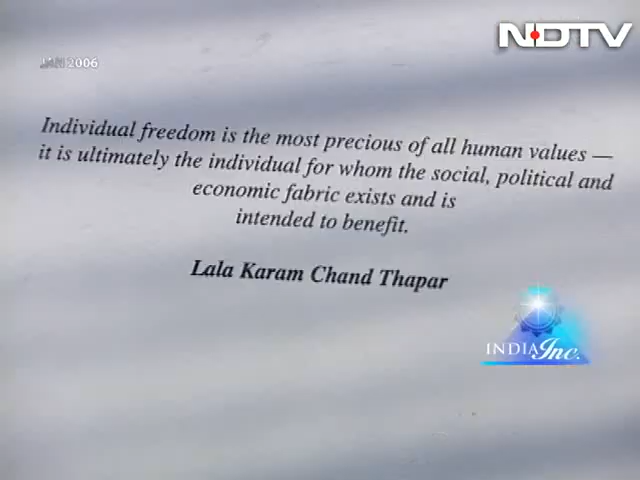 NDTV
JAN 2006
Individual freedom is the most precious of all human values —
it is ultimately the individual for whom the social, political and
economic fabric exists and is
intended to benefit.
Lala Karam Chand Thapar
INDIA Inc.